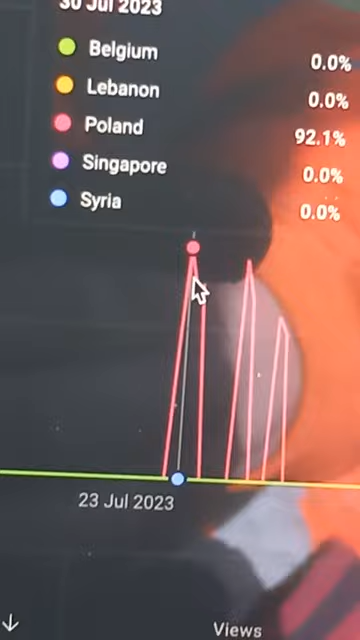 30 Jul 2023
Belgium 0.0%
Lebanon 0.0%
Poland 92.1%
Singapore 0.0%
Syria 0.0%
23 Jul 2023
Views